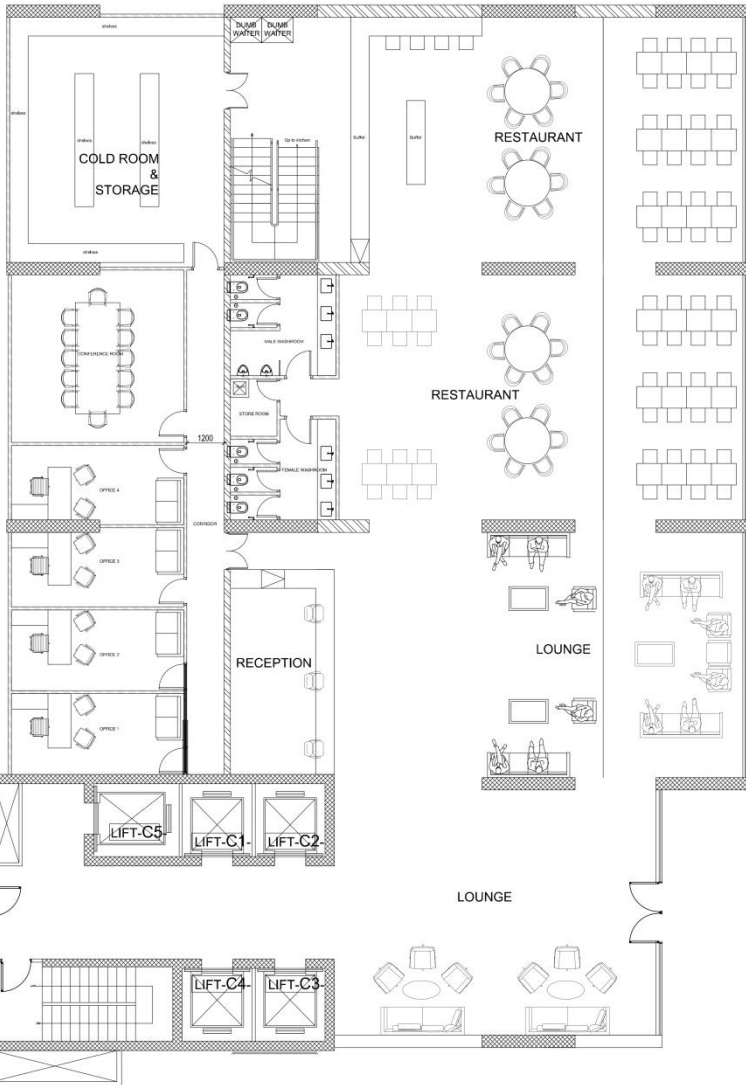 shelves
DUMB
WAITER
DUMB
WAITER
shelves
shelves
shelves
COLD ROOM
&
STORAGE
shelves
Up to kitchen
Buffet
Buffet
RESTAURANT
CONFERENCE ROOM
MALE WASHROOM
STORE ROOM
RESTAURANT
1200
FEMALE WASHROOM
OFFICE 4
CORRIDOR
OFFICE 3
OFFICE 2
RECEPTION
LOUNGE
OFFICE 1
LIFT-C5-
LIFT-C1-
LIFT-C2-
LOUNGE
LIFT-C4-
LIFT-C3-